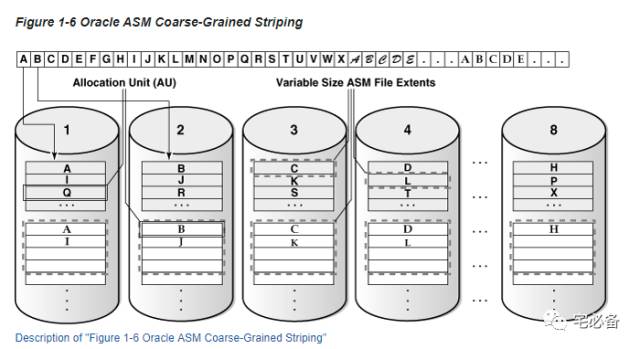 Figure 1-6 Oracle ASM Coarse-Grained Striping
A B C D E F G H I J K L M N O P Q R S T U V W X A B C D E . . . A B C D E . . .
Allocation Unit (AU)
Variable Size ASM File Extents
1
A
I
Q
...
A
I
2
B
J
R
...
B
J
3
C
K
S
...
C
K
4
D
L
T
...
D
L
...
...
...
8
H
P
X
...
H
宅必备
Description of "Figure 1-6 Oracle ASM Coarse-Grained Striping"